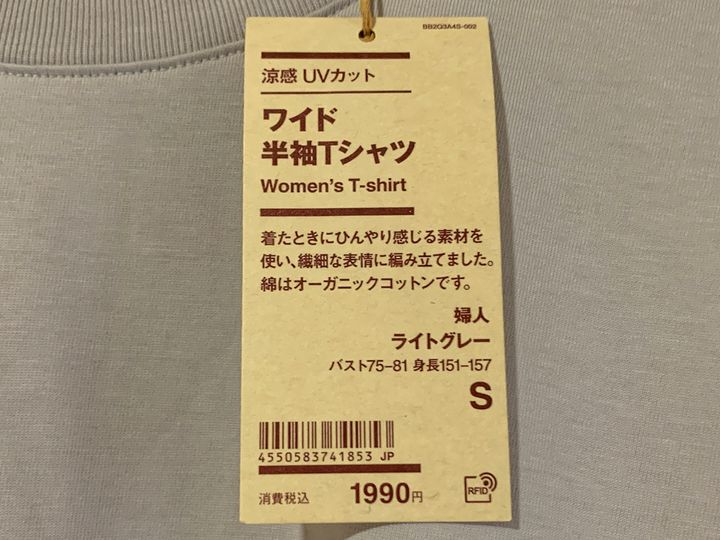 BB2Q3A4S-002
涼感 UVカット
ワイド
半袖Tシャツ
Women's T-shirt
着たときにひんやり感じる素材を
使い、繊細な表情に編み立てました。
綿はオーガニックコットンです。
婦人
ライトグレー
バスト75–81 身長151–157
S
4550583741853 JP
消費税込 1990円
RFID